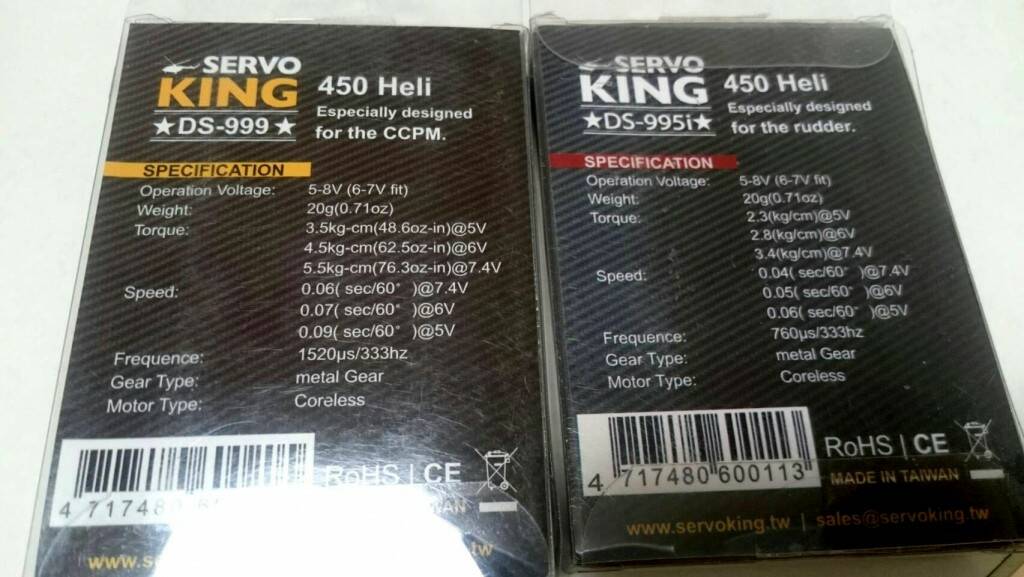 SERVO
KING
★DS-999★
450 Heli
Especially designed
for the CCPM.
SPECIFICATION
Operation Voltage: 5-8V (6-7V fit)
Weight: 20g(0.71oz)
Torque: 3.5kg-cm(48.6oz-in)@5V
4.5kg-cm(62.5oz-in)@6V
5.5kg-cm(76.3oz-in)@7.4V
Speed: 0.06( sec/60° )@7.4V
0.07( sec/60° )@6V
0.09( sec/60° )@5V
Frequence: 1520µs/333hz
Gear Type: metal Gear
Motor Type: Coreless
RoHS | CE
4 717480
SERVO
KING
★DS-995i★
450 Heli
Especially designed
for the rudder.
SPECIFICATION
Operation Voltage: 5-8V (6-7V fit)
Weight: 20g(0.71oz)
Torque: 2.3(kg/cm)@5V
2.8(kg/cm)@6V
3.4(kg/cm)@7.4V
Speed: 0.04( sec/60° )@7.4V
0.05( sec/60° )@6V
0.06( sec/60° )@5V
Frequence: 760µs/333hz
Gear Type: metal Gear
Motor Type: Coreless
RoHS | CE
4 717480 600113
MADE IN TAIWAN
www.servoking.tw | sales@servoking.tw